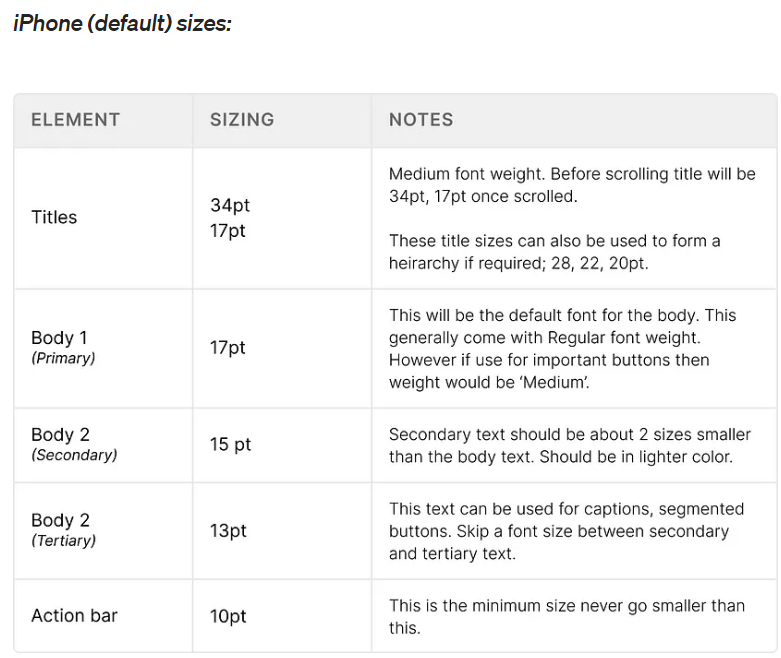 iPhone (default) sizes:
ELEMENT
SIZING
NOTES
Titles
34pt
17pt
Medium font weight. Before scrolling title will be
34pt, 17pt once scrolled.
These title sizes can also be used to form a
heirarchy if required; 28, 22, 20pt.
Body 1
(Primary)
17pt
This will be the default font for the body. This
generally come with Regular font weight.
However if use for important buttons then
weight would be ‘Medium’.
Body 2
(Secondary)
15 pt
Secondary text should be about 2 sizes smaller
than the body text. Should be in lighter color.
Body 2
(Tertiary)
13pt
This text can be used for captions, segmented
buttons. Skip a font size between secondary
and tertiary text.
Action bar
10pt
This is the minimum size never go smaller than
this.